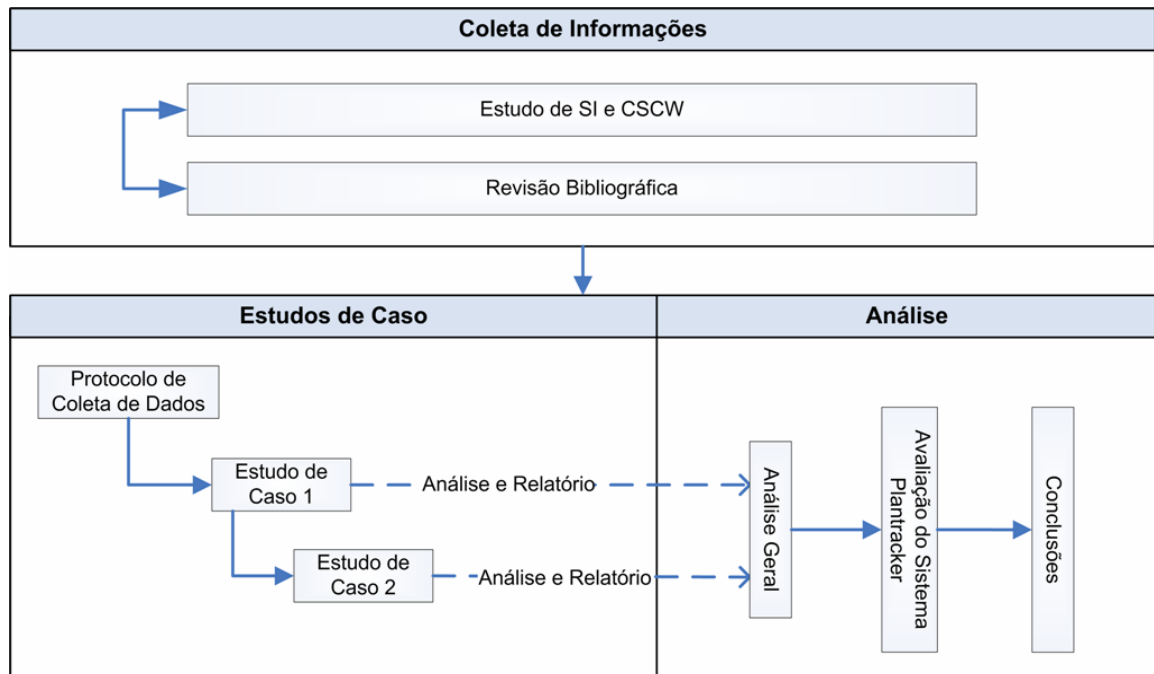 Coleta de Informações
Estudo de SI e CSCW
Revisão Bibliográfica
Estudos de Caso
Análise
Protocolo de
Coleta de Dados
Estudo de
Caso 1
Análise e Relatório
Estudo de
Caso 2
Análise e Relatório
Análise Geral
Avaliação do Sistema
Plantracker
Conclusões